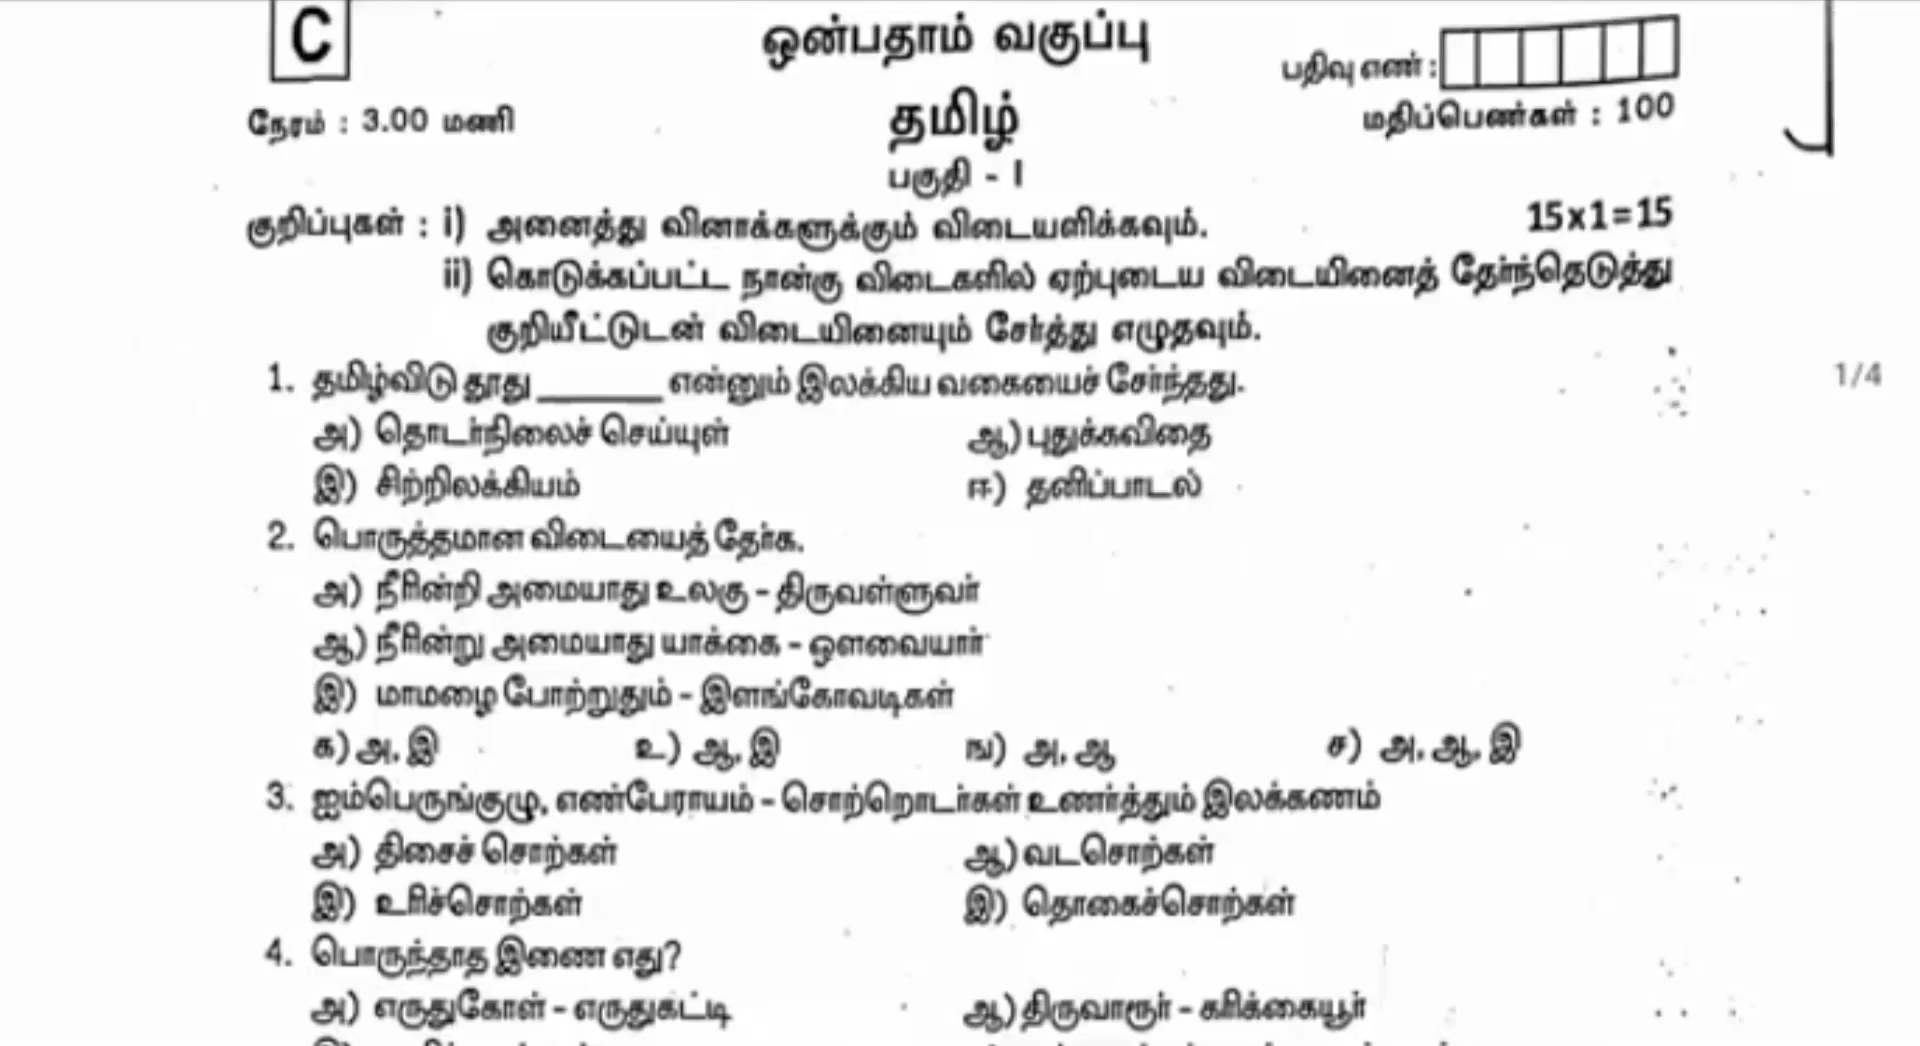 C
ஒன்பதாம் வகுப்பு
பதிவு எண் :
நேரம் : 3.00 மணி
தமிழ்
மதிப்பெண்கள் : 100
பகுதி - I
குறிப்புகள் : i) அனைத்து வினாக்களுக்கும் விடையளிக்கவும். 15x1=15
ii) கொடுக்கப்பட்ட நான்கு விடைகளில் ஏற்புடைய விடையினைத் தேர்ந்தெடுத்து
குறியீட்டுடன் விடையினையும் சேர்த்து எழுதவும்.
1. தமிழ்விடு தூது ______ என்னும் இலக்கிய வகையைச் சேர்ந்தது.
1/4
அ) தொடர்நிலைச் செய்யுள் ஆ) புதுக்கவிதை
இ) சிற்றிலக்கியம் ஈ) தனிப்பாடல்
2. பொருத்தமான விடையைத் தேர்க.
அ) நீரின்றி அமையாது உலகு - திருவள்ளுவர்
ஆ) நீரின்று அமையாது யாக்கை - ஔவையார்
இ) மாமழை போற்றுதும் - இளங்கோவடிகள்
க) அ, இ உ) ஆ, இ ங) அ, ஆ ச) அ, ஆ, இ
3. ஐம்பெருங்குழு, எண்பேராயம் - சொற்றொடர்கள் உணர்த்தும் இலக்கணம்
அ) திசைச் சொற்கள் ஆ) வடசொற்கள்
இ) உரிச்சொற்கள் இ) தொகைச்சொற்கள்
4. பொருந்தாத இணை எது?
அ) எருதுகோள் - எருதுகட்டி ஆ) திருவாரூர் - கரிக்கையூர்